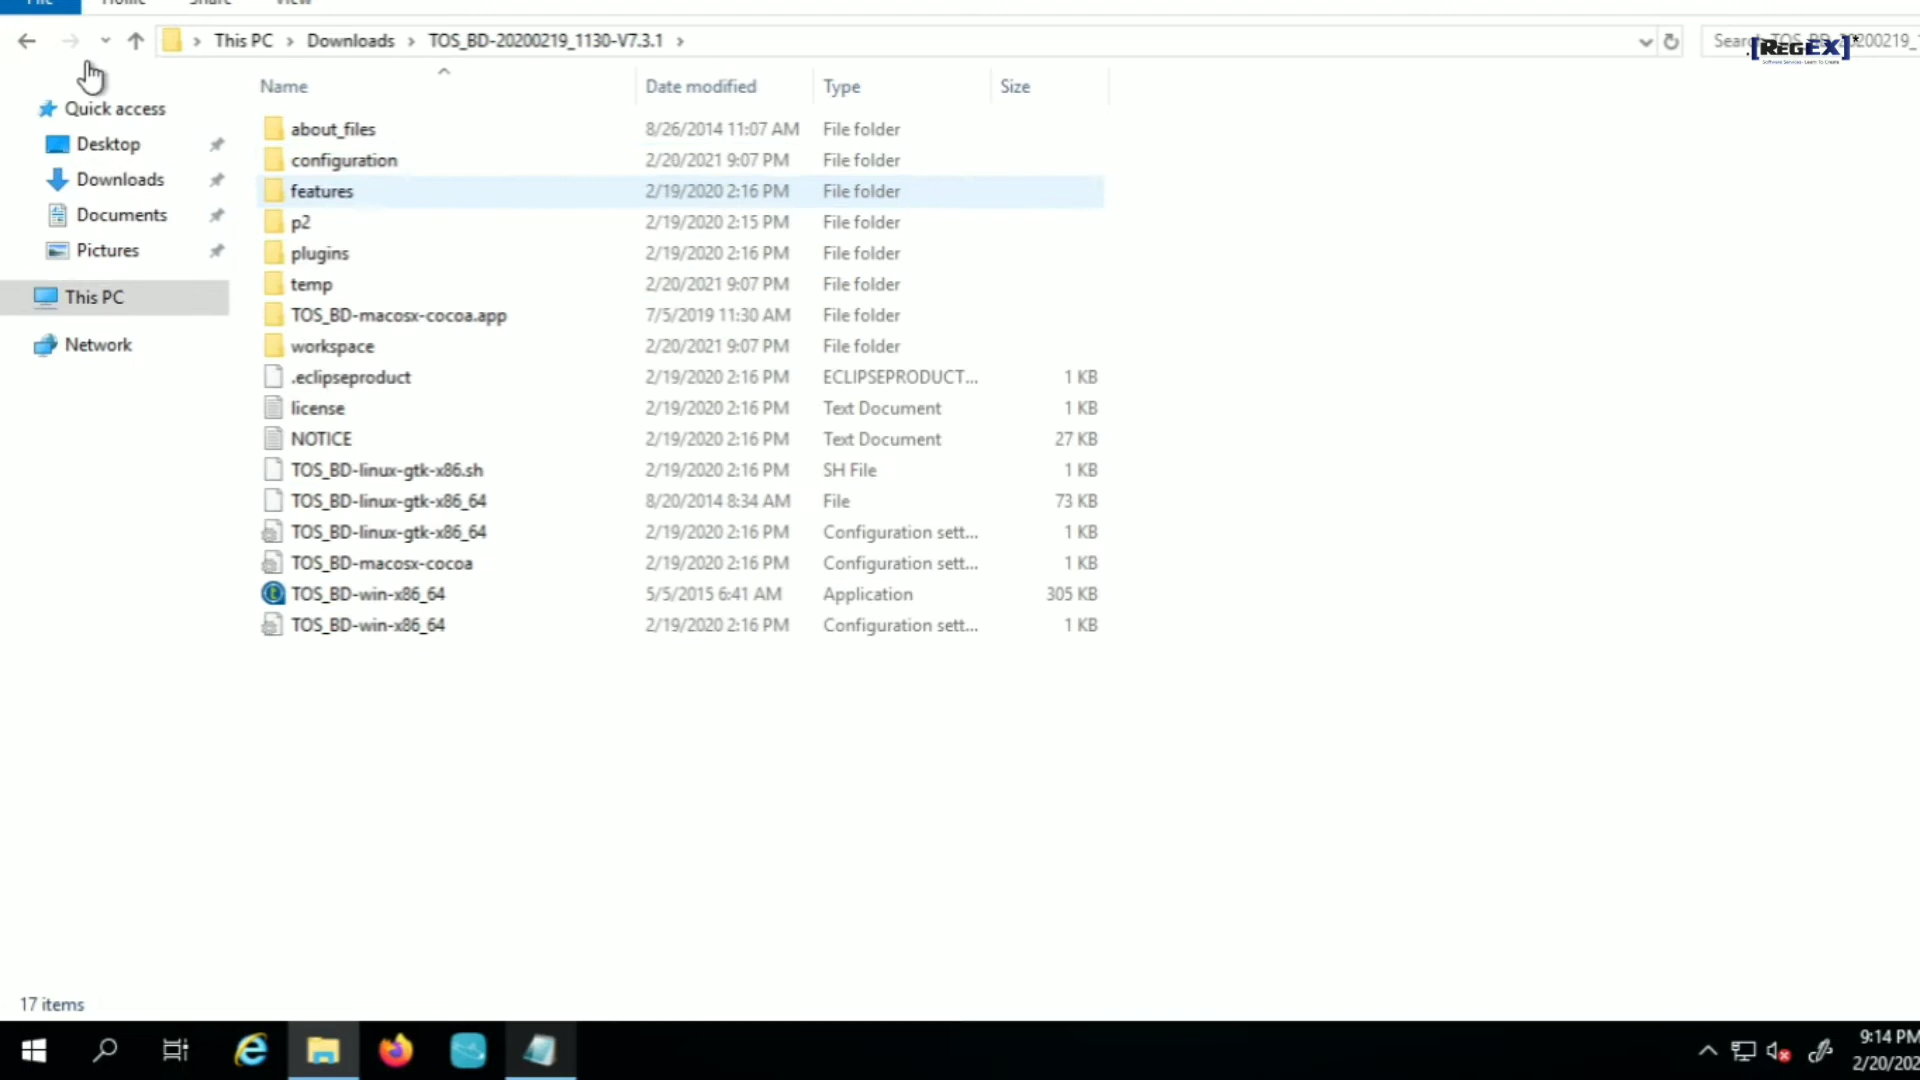 File Home Share View
This PC > Downloads > TOS_BD-20200219_1130-V7.3.1 >
[RegEX]*
Software Services - Learn To Create
Name Date modified Type Size
Quick access
Desktop
Downloads
Documents
Pictures
This PC
Network
about_files 8/26/2014 11:07 AM File folder
configuration 2/20/2021 9:07 PM File folder
features 2/19/2020 2:16 PM File folder
p2 2/19/2020 2:15 PM File folder
plugins 2/19/2020 2:16 PM File folder
temp 2/20/2021 9:07 PM File folder
TOS_BD-macosx-cocoa.app 7/5/2019 11:30 AM File folder
workspace 2/20/2021 9:07 PM File folder
.eclipseproduct 2/19/2020 2:16 PM ECLIPSEPRODUCT... 1 KB
license 2/19/2020 2:16 PM Text Document 1 KB
NOTICE 2/19/2020 2:16 PM Text Document 27 KB
TOS_BD-linux-gtk-x86.sh 2/19/2020 2:16 PM SH File 1 KB
TOS_BD-linux-gtk-x86_64 8/20/2014 8:34 AM File 73 KB
TOS_BD-linux-gtk-x86_64 2/19/2020 2:16 PM Configuration sett... 1 KB
TOS_BD-macosx-cocoa 2/19/2020 2:16 PM Configuration sett... 1 KB
TOS_BD-win-x86_64 5/5/2015 6:41 AM Application 305 KB
TOS_BD-win-x86_64 2/19/2020 2:16 PM Configuration sett... 1 KB
17 items
9:14 PM
2/20/202